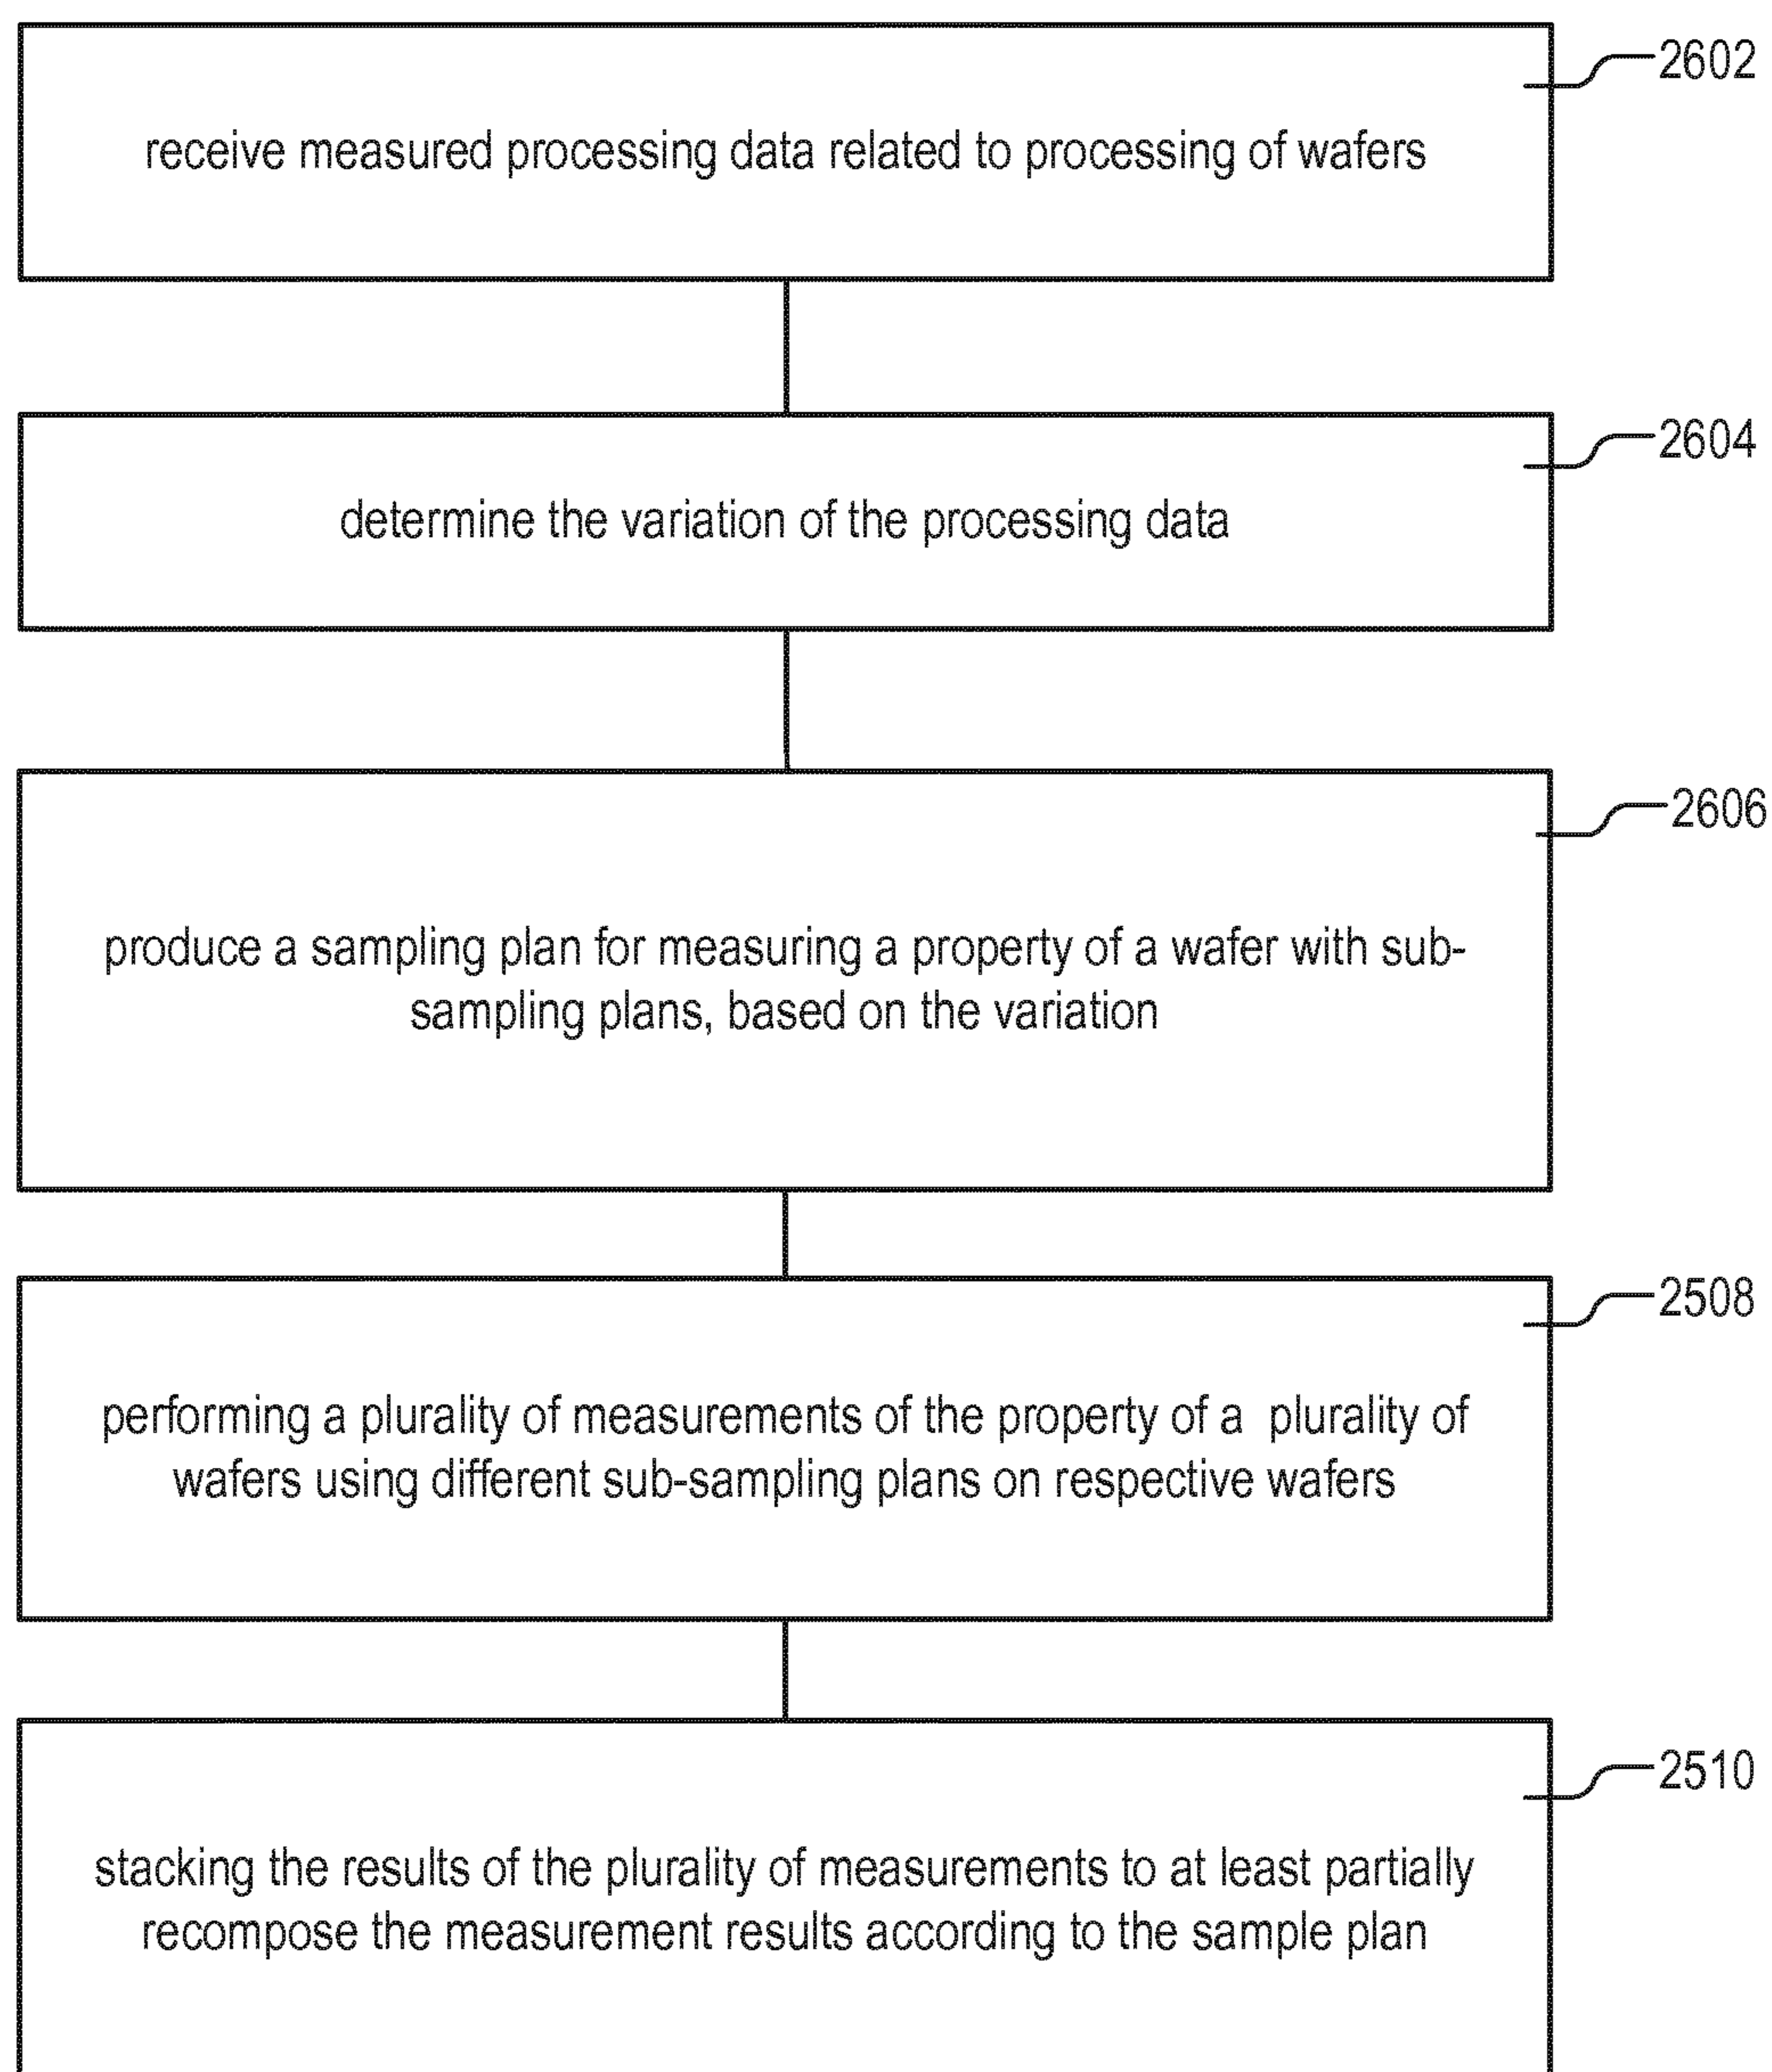 2602
receive measured processing data related to processing of wafers
2604
determine the variation of the processing data
2606
produce a sampling plan for measuring a property of a wafer with sub-
sampling plans, based on the variation
2508
performing a plurality of measurements of the property of a  plurality of
wafers using different sub-sampling plans on respective wafers
2510
stacking the results of the plurality of measurements to at least partially
recompose the measurement results according to the sample plan